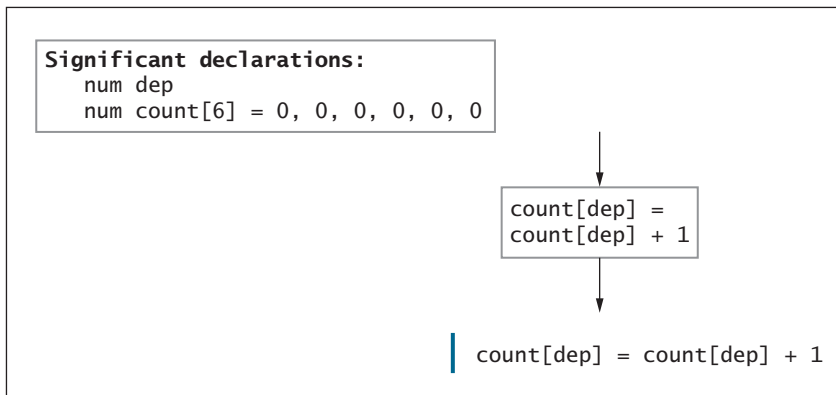 Significant declarations:
num dep
num count[6] = 0, 0, 0, 0, 0, 0
count[dep] =
count[dep] + 1
count[dep] = count[dep] + 1